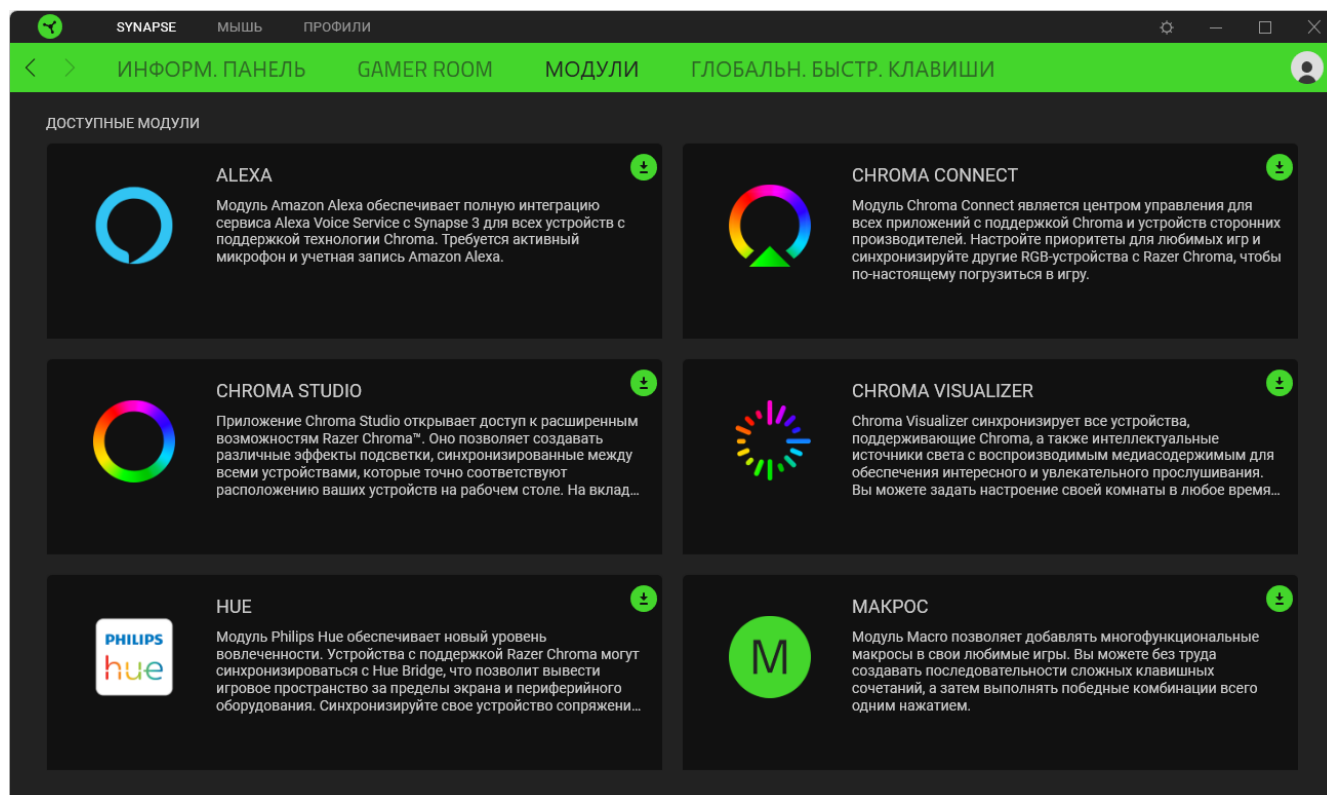 SYNAPSE МЫШЬ ПРОФИЛИ
ИНФОРМ. ПАНЕЛЬ GAMER ROOM МОДУЛИ ГЛОБАЛЬН. БЫСТР. КЛАВИШИ
ДОСТУПНЫЕ МОДУЛИ
ALEXA
Модуль Amazon Alexa обеспечивает полную интеграцию
сервиса Alexa Voice Service с Synapse 3 для всех устройств с
поддержкой технологии Chroma. Требуется активный
микрофон и учетная запись Amazon Alexa.
CHROMA CONNECT
Модуль Chroma Connect является центром управления для
всех приложений с поддержкой Chroma и устройств сторонних
производителей. Настройте приоритеты для любимых игр и
синхронизируйте другие RGB-устройства с Razer Chroma, чтобы
по-настоящему погрузиться в игру.
CHROMA STUDIO
Приложение Chroma Studio открывает доступ к расширенным
возможностям Razer Chroma™. Оно позволяет создавать
различные эффекты подсветки, синхронизированные между
всеми устройствами, которые точно соответствуют
расположению ваших устройств на рабочем столе. На вклад...
CHROMA VISUALIZER
Chroma Visualizer синхронизирует все устройства,
поддерживающие Chroma, а также интеллектуальные
источники света с воспроизводимым медиасодержимым для
обеспечения интересного и увлекательного прослушивания.
Вы можете задать настроение своей комнаты в любое время...
PHILIPS
hue
HUE
Модуль Philips Hue обеспечивает новый уровень
вовлеченности. Устройства с поддержкой Razer Chroma могут
синхронизироваться с Hue Bridge, что позволит вывести
игровое пространство за пределы экрана и периферийного
оборудования. Синхронизируйте свое устройство сопряжени...
M
МАКРОС
Модуль Macro позволяет добавлять многофункциональные
макросы в свои любимые игры. Вы можете без труда
создавать последовательности сложных клавишных
сочетаний, а затем выполнять победные комбинации всего
одним нажатием.